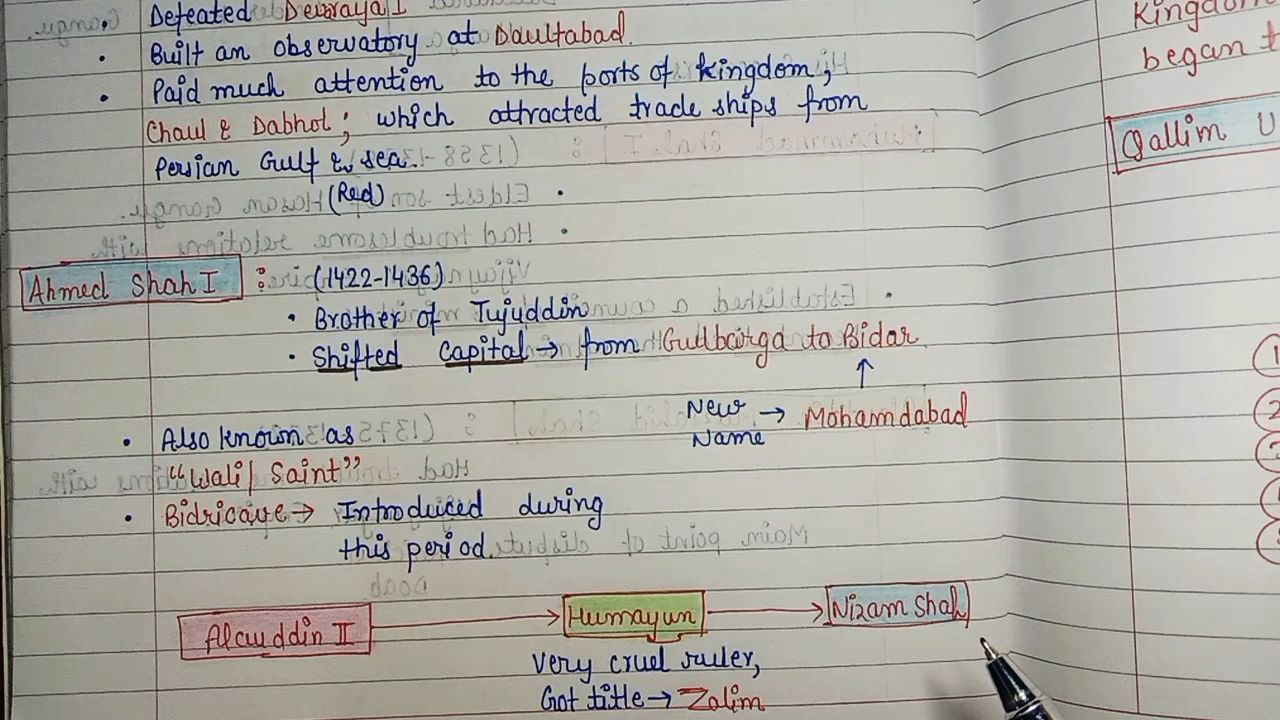 • Defeated Devraya I
• Built an observatory at Daultabad.
• Paid much attention to the ports of kingdom;
Chaul & Dabhol; which attracted trade ships from
Persian Gulf & sea.
(Red)
Ahmed Shah I : (1422-1436)
• Brother of Tajuddin
• Shifted Capital → from Gulbarga to Bidar
↑
New Name → Mohamdabad
• Also known as
"Wali/ Saint"
• Bidricave → Introduced during
this period.
Alauddin II → Humayun → Nizam Shah
Very cruel ruler,
Got title → Zalim
Kingdom
began t
Qallim U
①
②